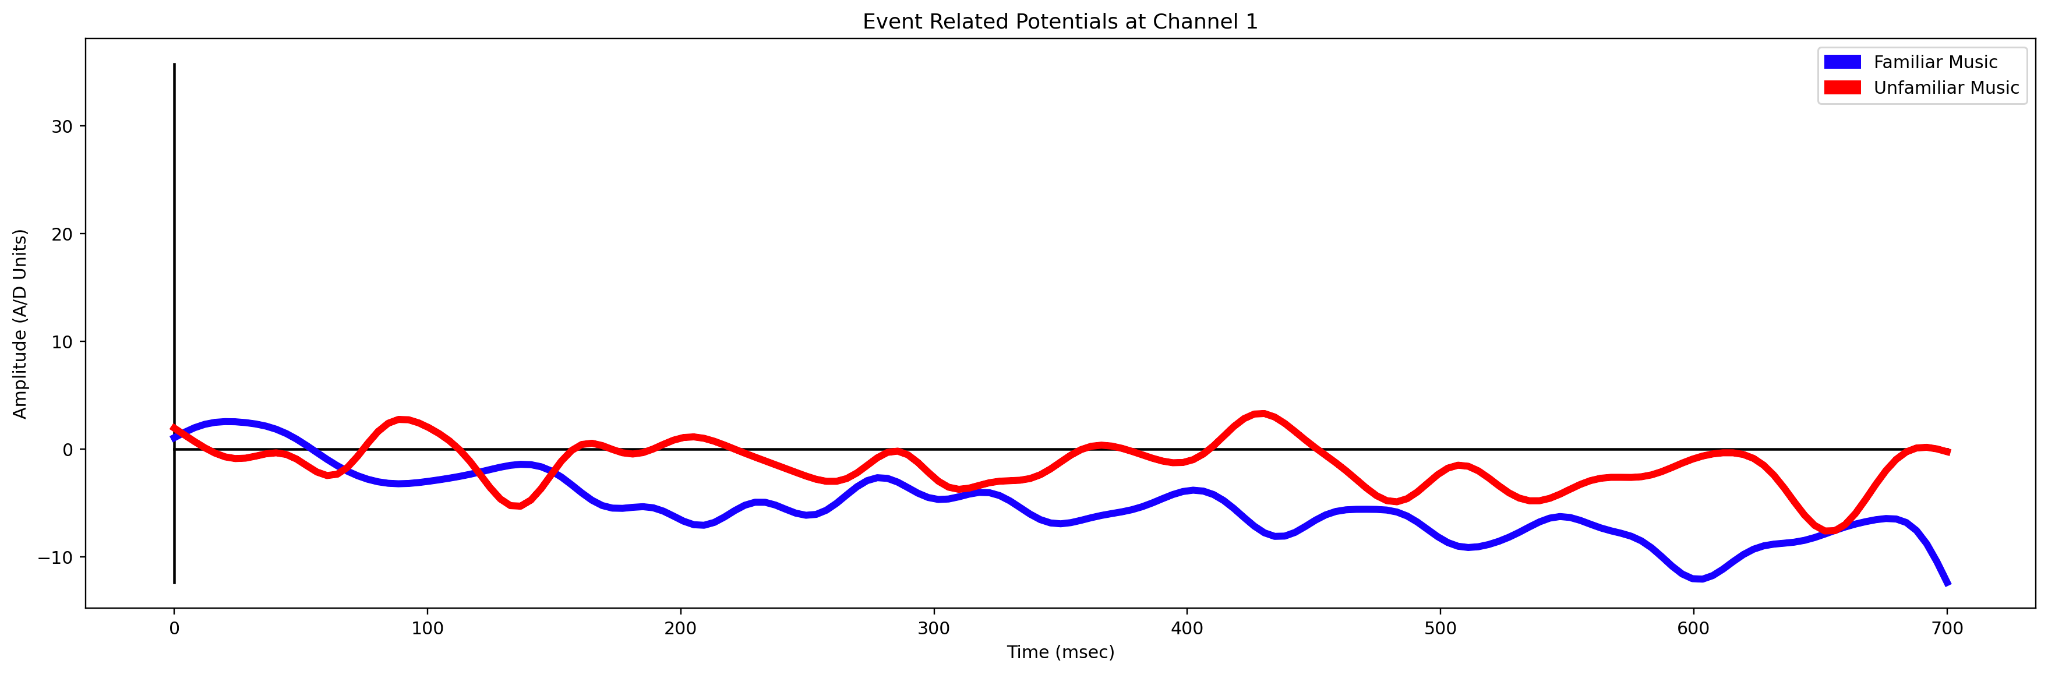 Event Related Potentials at Channel 1
Familiar Music
Unfamiliar Music
Amplitude (A/D Units)
30
20
10
0
−10
0 100 200 300 400 500 600 700
Time (msec)